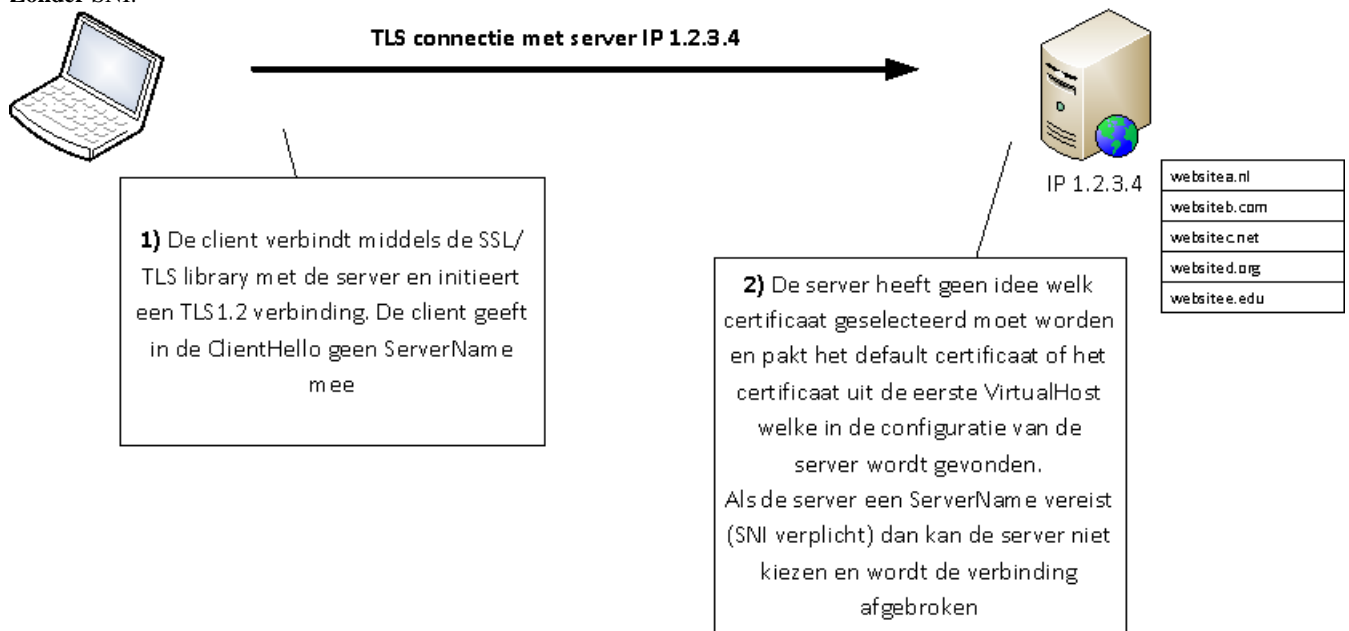 Zonder SNI:
TLS connectie met server IP 1.2.3.4
IP 1.2.3.4
websitea.nl
websiteb.com
websitec.net
websited.org
websitee.edu
1) De client verbindt middels de SSL/
TLS library met de server en initieert
een TLS1.2 verbinding. De client geeft
in de ClientHello geen ServerName
mee
2) De server heeft geen idee welk
certificaat geselecteerd moet worden
en pakt het default certificaat of het
certificaat uit de eerste VirtualHost
welke in de configuratie van de
server wordt gevonden.
Als de server een ServerName vereist
(SNI verplicht) dan kan de server niet
kiezen en wordt de verbinding
afgebroken